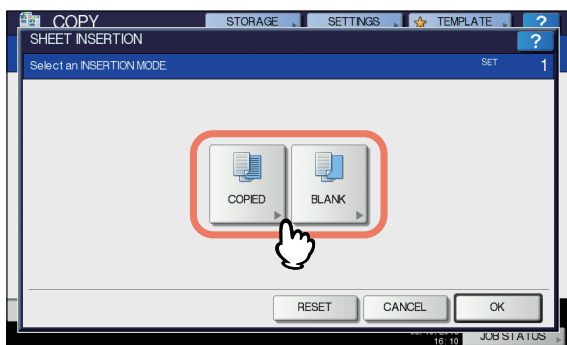 COPY STORAGE SETTINGS TEMPLATE ?
SHEET INSERTION ?
Select an INSERTION MODE. SET 1
COPIED BLANK
RESET CANCEL OK
16:10 JOB STATUS